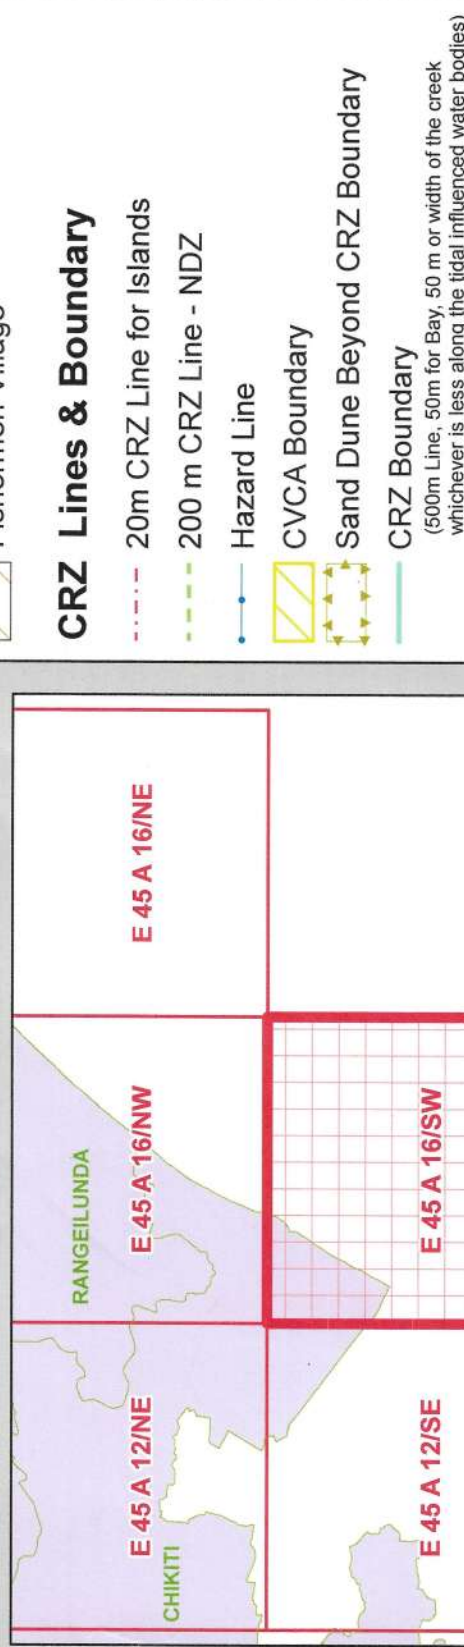 Fishermen Village
CRZ Lines & Boundary
20m CRZ Line for Islands
200 m CRZ Line - NDZ
Hazard Line
CVCA Boundary
Sand Dune Beyond CRZ Boundary
CRZ Boundary
(500m Line, 50m for Bay, 50 m or width of the creek
whichever is less along the tidal influenced water bodies)
RANGEILUNDA
CHIKITI
E 45 A 12/NE
E 45 A 16/NW
E 45 A 16/NE
E 45 A 12/SE
E 45 A 16/SW